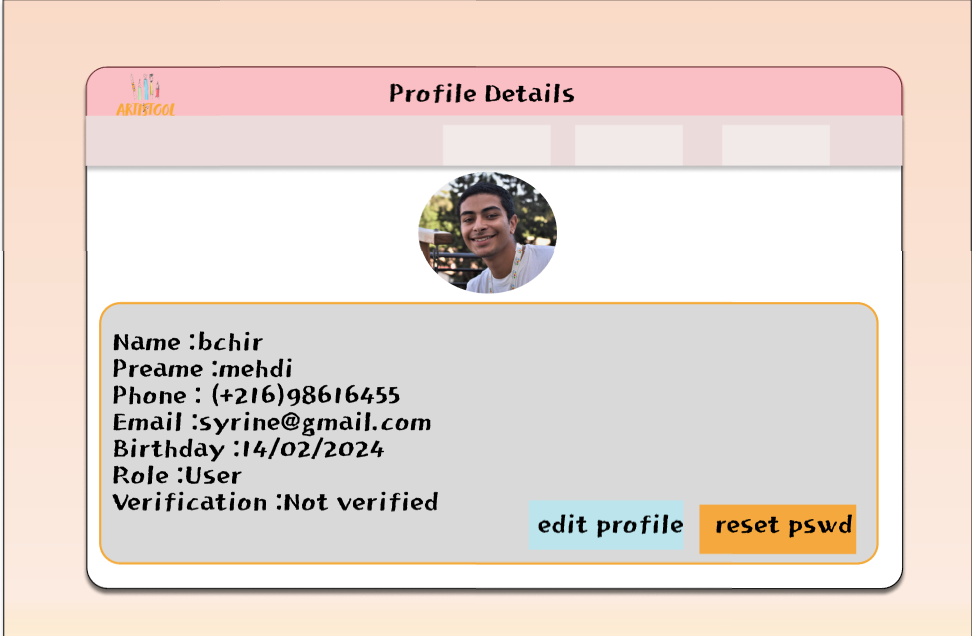 ARTISTOOL
Profile Details
Name :bchir
Preame :mehdi
Phone : (+216)98616455
Email :syrine@gmail.com
Birthday :14/02/2024
Role :User
Verification :Not verified
edit profile
reset pswd